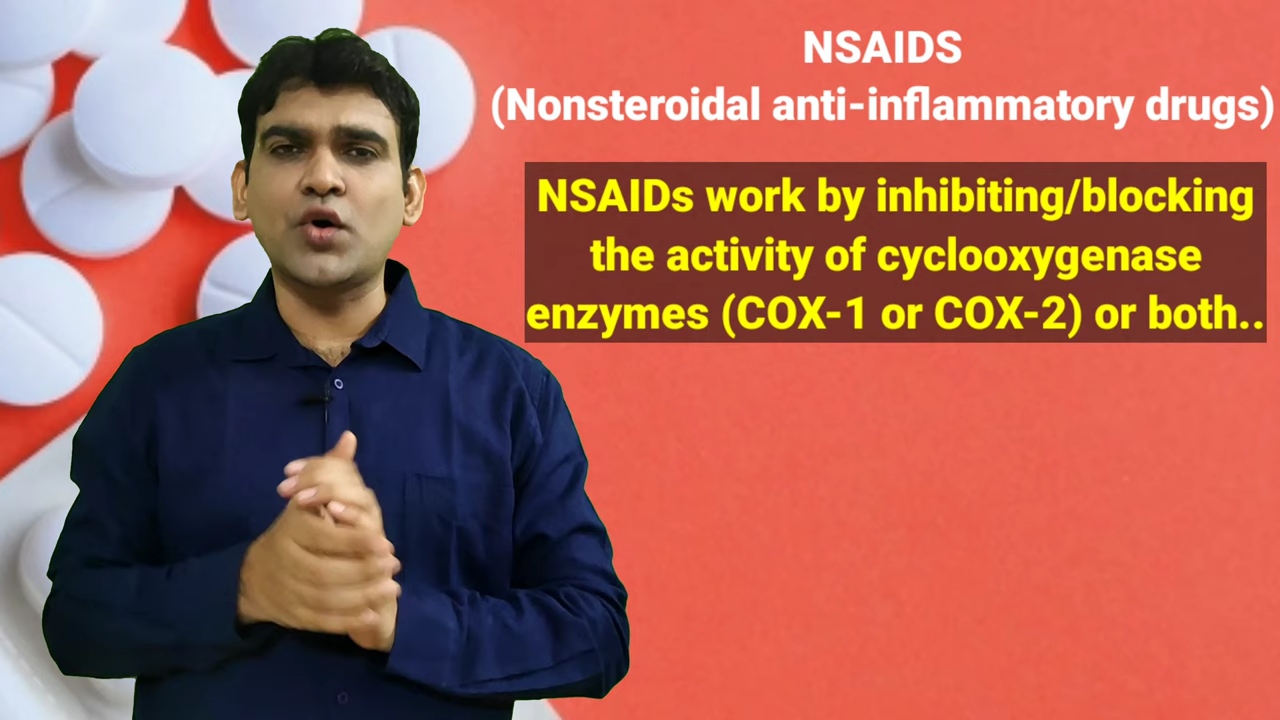 NSAIDS
(Nonsteroidal anti-inflammatory drugs)
NSAIDs work by inhibiting/blocking
the activity of cyclooxygenase
enzymes (COX-1 or COX-2) or both..